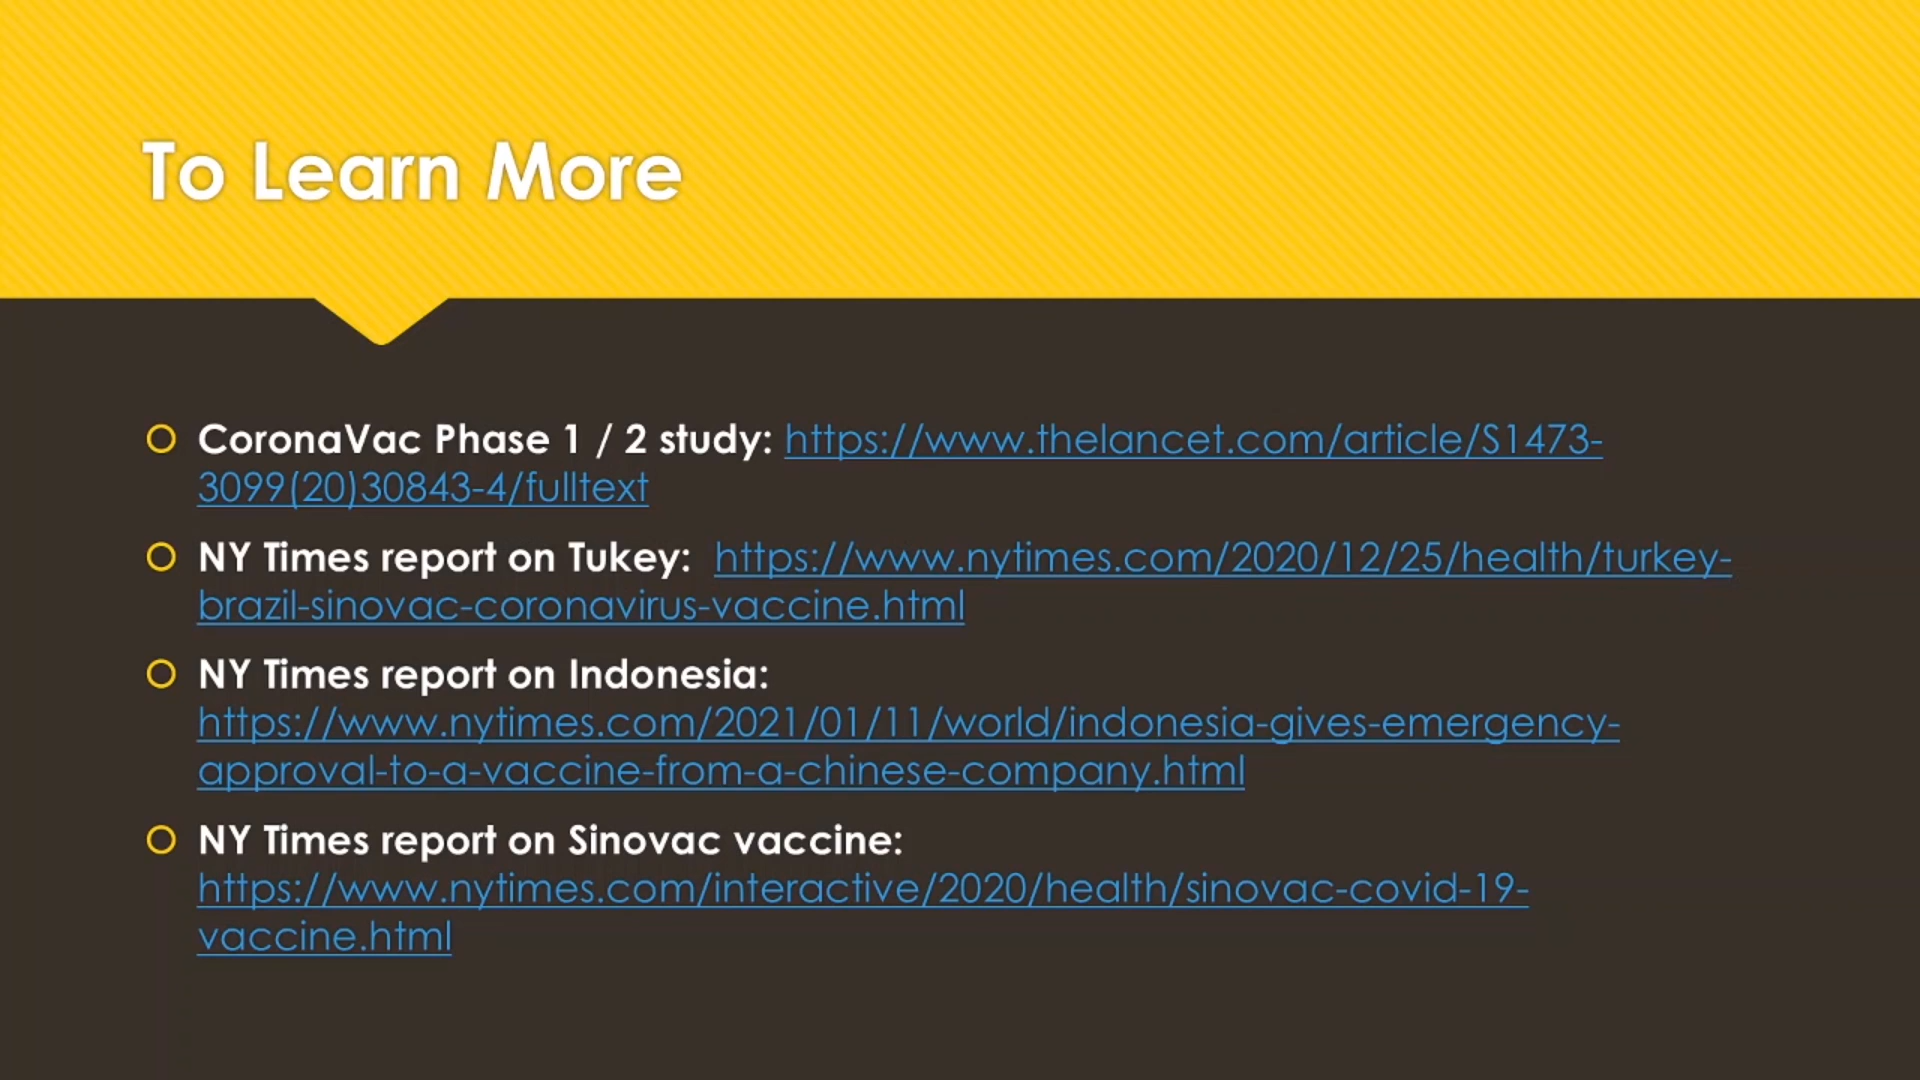 To Learn More
CoronaVac Phase 1 / 2 study: https://www.thelancet.com/article/S1473-
3099(20)30843-4/fulltext
NY Times report on Tukey: https://www.nytimes.com/2020/12/25/health/turkey-
brazil-sinovac-coronavirus-vaccine.html
NY Times report on Indonesia:
https://www.nytimes.com/2021/01/11/world/indonesia-gives-emergency-
approval-to-a-vaccine-from-a-chinese-company.html
NY Times report on Sinovac vaccine:
https://www.nytimes.com/interactive/2020/health/sinovac-covid-19-
vaccine.html